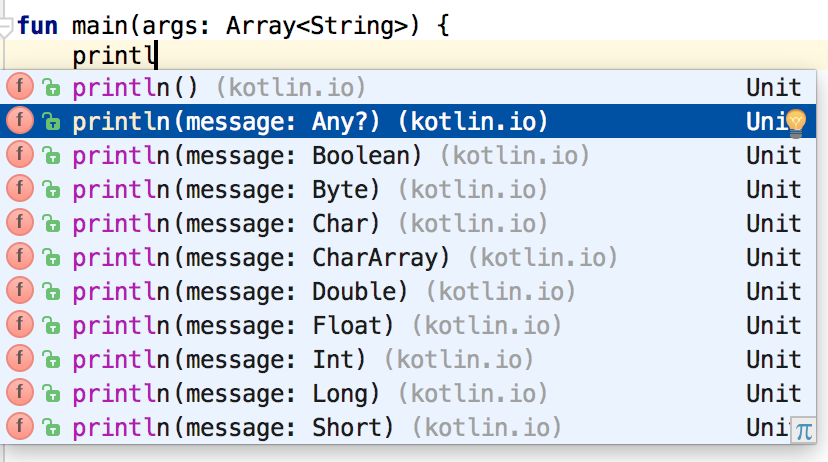 fun main(args: Array<String>) {
printl
f println() (kotlin.io) Unit
f println(message: Any?) (kotlin.io) Uni
f println(message: Boolean) (kotlin.io) Unit
f println(message: Byte) (kotlin.io) Unit
f println(message: Char) (kotlin.io) Unit
f println(message: CharArray) (kotlin.io) Unit
f println(message: Double) (kotlin.io) Unit
f println(message: Float) (kotlin.io) Unit
f println(message: Int) (kotlin.io) Unit
f println(message: Long) (kotlin.io) Unit
f println(message: Short) (kotlin.io) Uni π